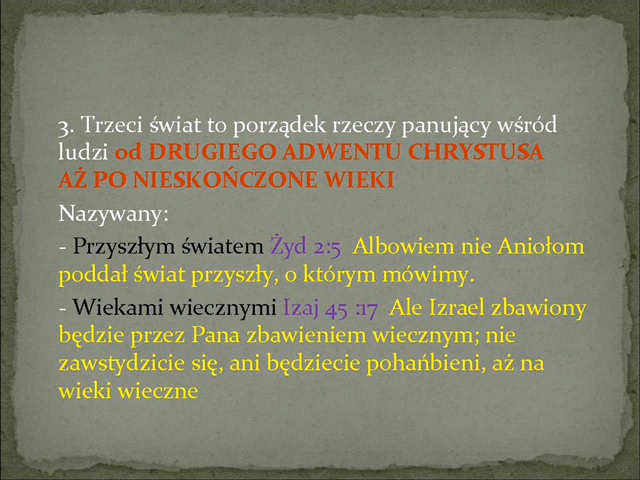 3. Trzeci świat to porządek rzeczy panujący wśród
ludzi od DRUGIEGO ADWENTU CHRYSTUSA
AŻ PO NIESKOŃCZONE WIEKI
Nazywany:
- Przyszłym światem Żyd 2:5 Albowiem nie Aniołom
poddał świat przyszły, o którym mówimy.
- Wiekami wiecznymi Izaj 45 :17 Ale Izrael zbawiony
będzie przez Pana zbawieniem wiecznym; nie
zawstydzicie się, ani będziecie pohańbieni, aż na
wieki wieczne